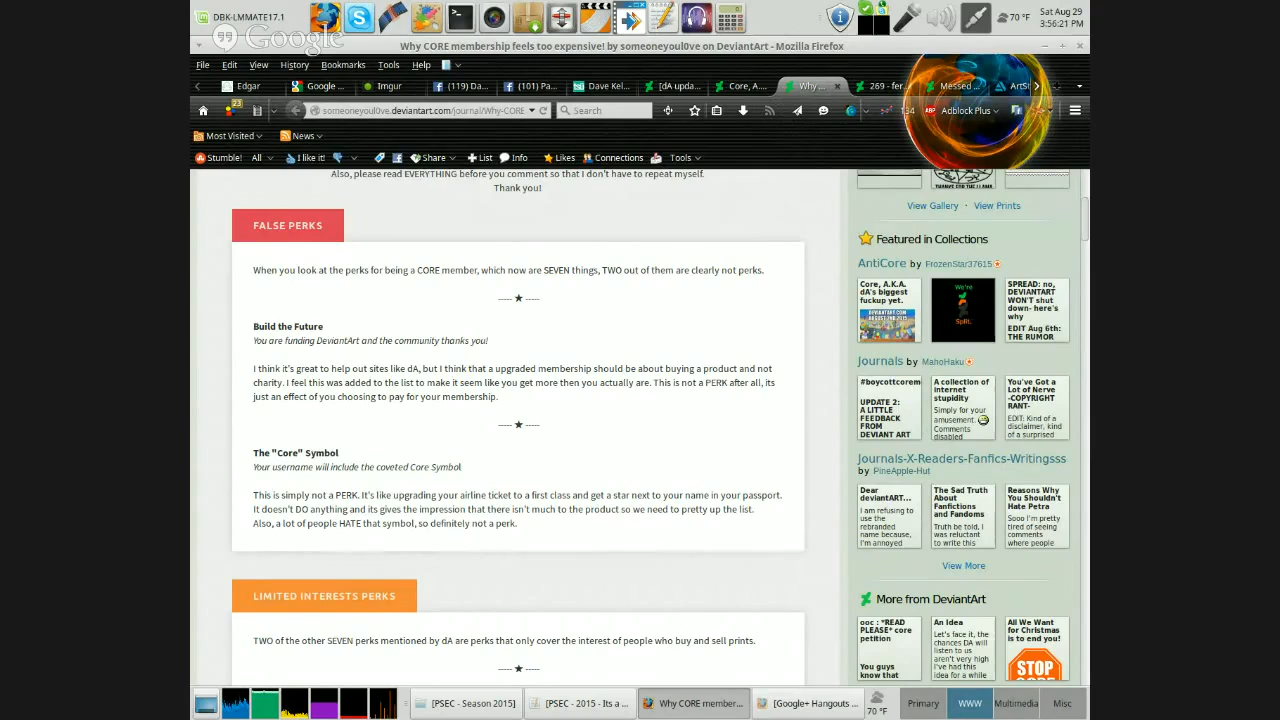 DBK-LMMATE17.1
Google
70 °F
Sat Aug 29
3:56:21 PM
Why CORE membership feels too expensive! by someoneyoul0ve on DeviantArt - Mozilla Firefox
File Edit View History Bookmarks Tools Help
Edgar
Google ...
Imgur
(119) Da...
(101) Pa...
Dave Kel...
[dA upda...
Core, A....
Why ...
269 - fer...
Messed ...
ArtSt
23
someoneyoul0ve.deviantart.com/journal/Why-CORE
Search
134
Adblock Plus
Most Visited
News
Stumble! All I like it! Share List Info Likes Connections Tools
Also, please read EVERYTHING before you comment so that I don't have to repeat myself.
Thank you!
FALSE PERKS
When you look at the perks for being a CORE member, which now are SEVEN things, TWO out of them are clearly not perks.
----- ★ -----
Build the Future
You are funding DeviantArt and the community thanks you!
I think it's great to help out sites like dA, but I think that a upgraded membership should be about buying a product and not
charity. I feel this was added to the list to make it seem like you get more then you actually are. This is not a PERK after all, its
just an effect of you choosing to pay for your membership.
----- ★ -----
The "Core" Symbol
Your username will include the coveted Core Symbol
This is simply not a PERK. It's like upgrading your airline ticket to a first class and get a star next to your name in your passport.
It doesn't DO anything and its gives the impression that there isn't much to the product so we need to pretty up the list.
Also, a lot of people HATE that symbol, so definitely not a perk.
LIMITED INTERESTS PERKS
TWO of the other SEVEN perks mentioned by dA are perks that only cover the interest of people who buy and sell prints.
----- ★ -----
THANKS FOR THE LLAMA
View Gallery · View Prints
Featured in Collections
AntiCore by FrozenStar37615
Core, A.K.A.
dA's biggest
fuckup yet.
DEVIANTART.COM
We're
Split.
SPREAD: no,
DEVIANTART
WON'T shut
down- here's
why
EDIT Aug 6th:
THE RUMOR
Journals by MahoHaku
#boycottcorem
UPDATE 2:
A LITTLE
FEEDBACK
FROM
DEVIANT ART
A collection of
internet
stupidity
Simply for your
amusement.
Comments
disabled
You've Got a
Lot of Nerve
-COPYRIGHT
RANT-
EDIT: Kind of a
disclaimer, kind
of a surprised
Journals-X-Readers-Fanfics-Writingsss
by PineApple-Hut
Dear
deviantART...
I am refusing to
use the
rebranded
name because,
I'm annoyed
The Sad Truth
About
Fanfictions
and Fandoms
Truth be told, I
was reluctant
to write this
Reasons Why
You Shouldn't
Hate Petra
Sooo I'm pretty
tired of seeing
comments
where people
View More
More from DeviantArt
ooc : *READ
PLEASE* core
petition
You guys
know that
An Idea
Let's face it, the
chances DA will
listen to us
aren't very high
I've had this
idea for a while
All We Want
for Christmas
is to end you!
STOP
CORE
[PSEC - Season 2015]
[PSEC - 2015 - Its a ...
Why CORE member...
[Google+ Hangouts ...
70 °F
Primary
WWW
Multimedia
Misc